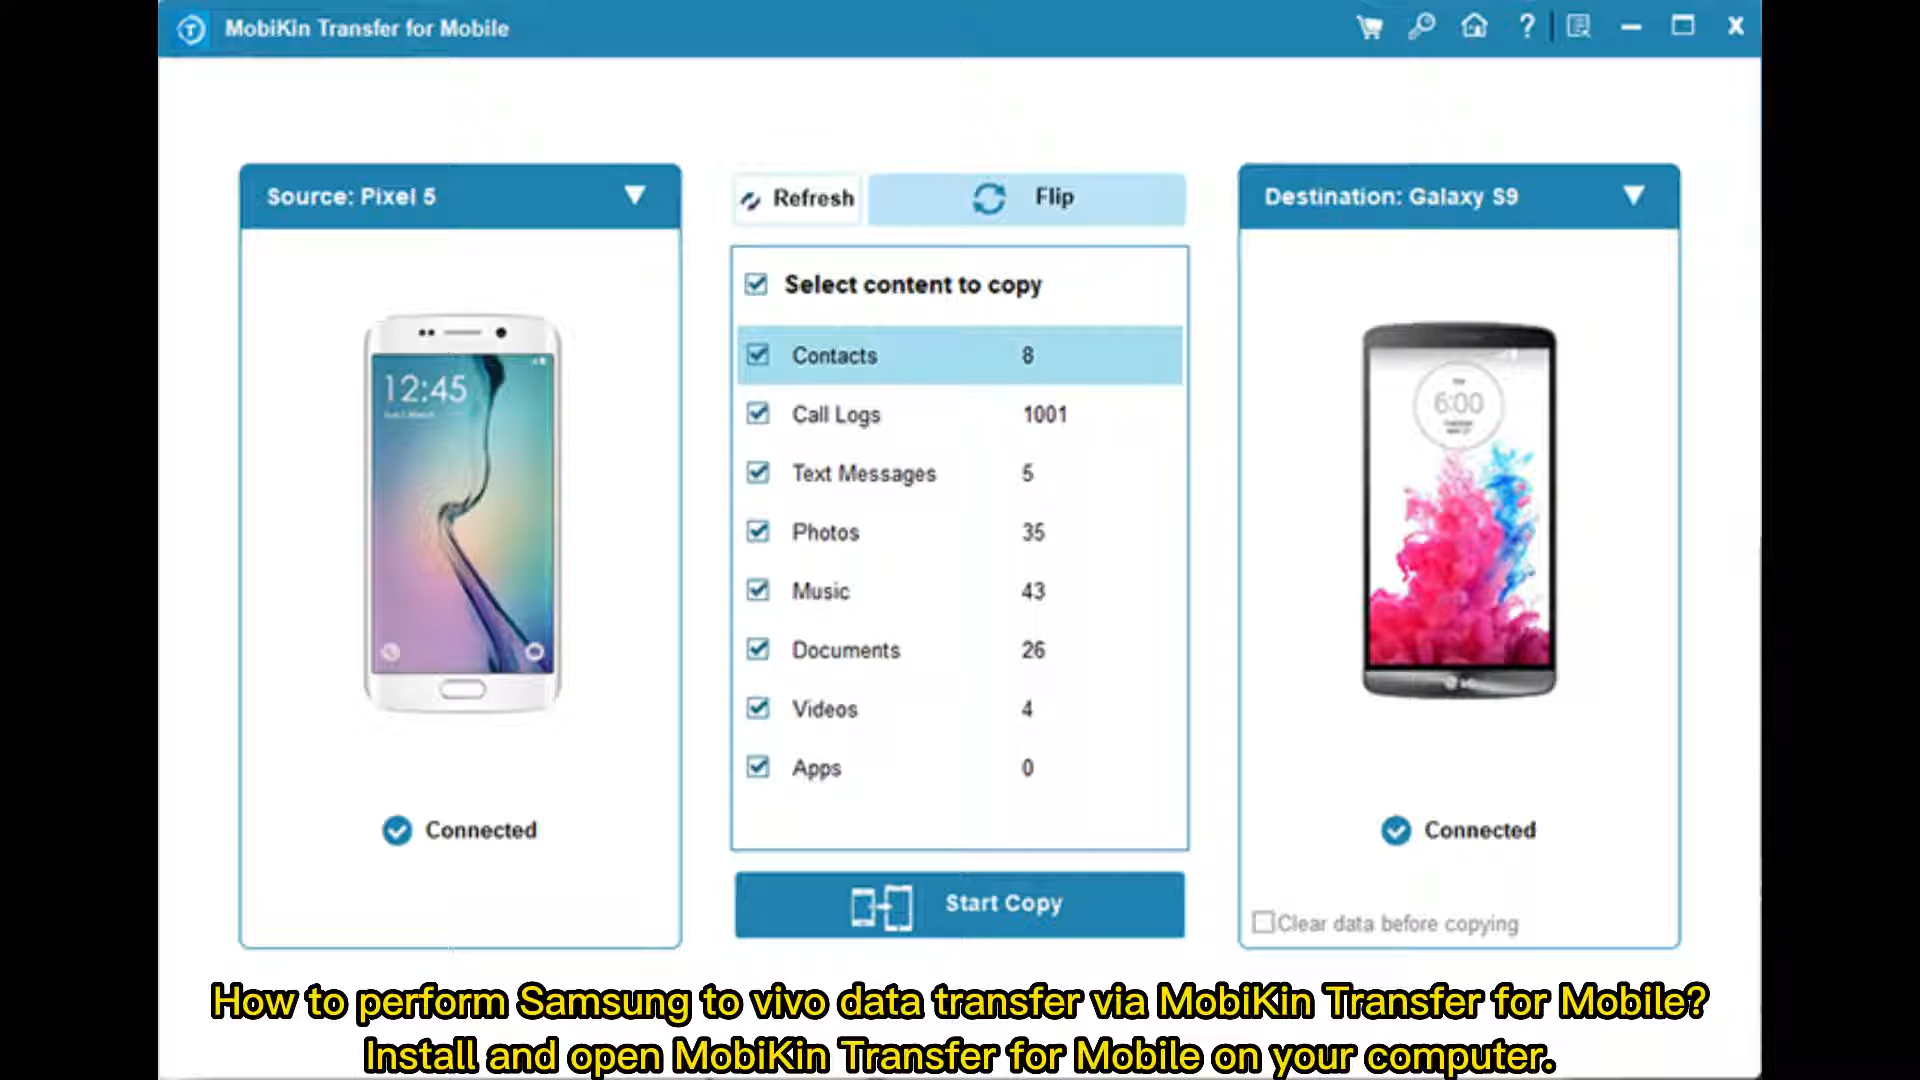 MobiKin Transfer for Mobile
Source: Pixel 5
Refresh
Flip
Destination: Galaxy S9
Select content to copy
Contacts 8
Call Logs 1001
Text Messages 5
Photos 35
Music 43
Documents 26
Videos 4
Apps 0
12:45
6:00
Connected
Connected
Start Copy
Clear data before copying
How to perform Samsung to vivo data transfer via MobiKin Transfer for Mobile?
Install and open MobiKin Transfer for Mobile on your computer.